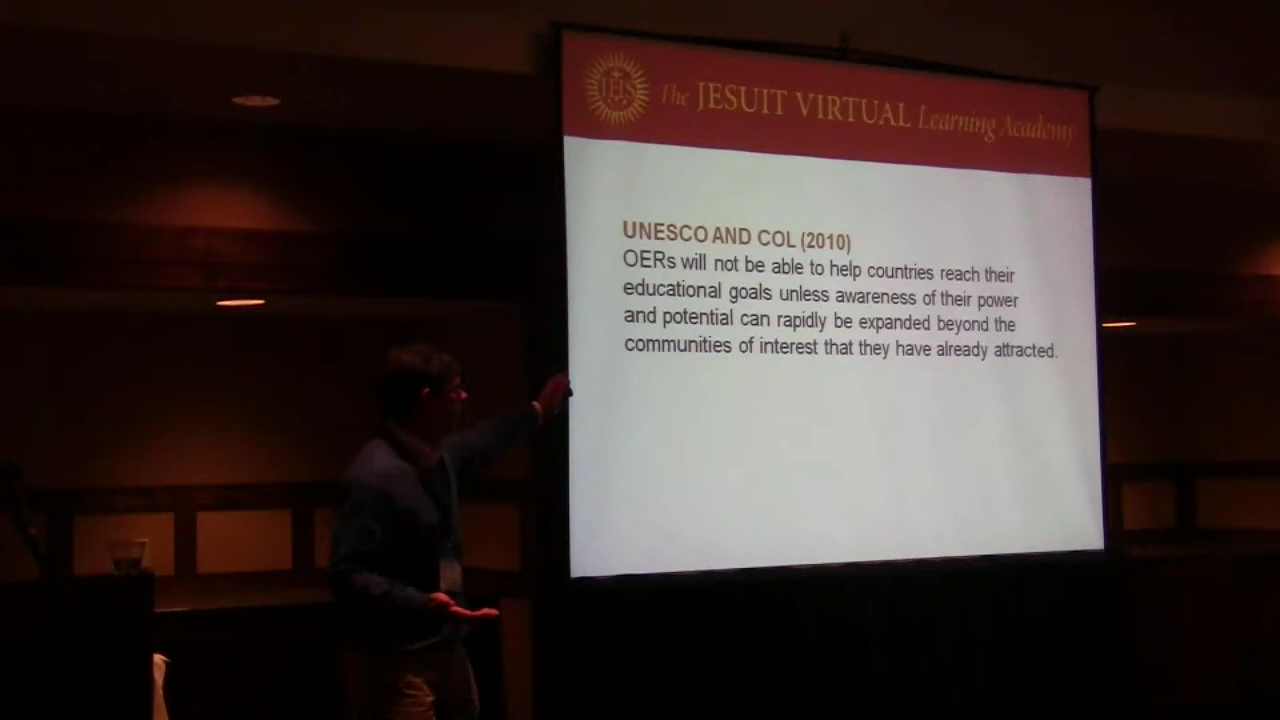 IHS
The JESUIT VIRTUAL Learning Academy
UNESCO AND COL (2010)
OERs will not be able to help countries reach their
educational goals unless awareness of their power
and potential can rapidly be expanded beyond the
communities of interest that they have already attracted.